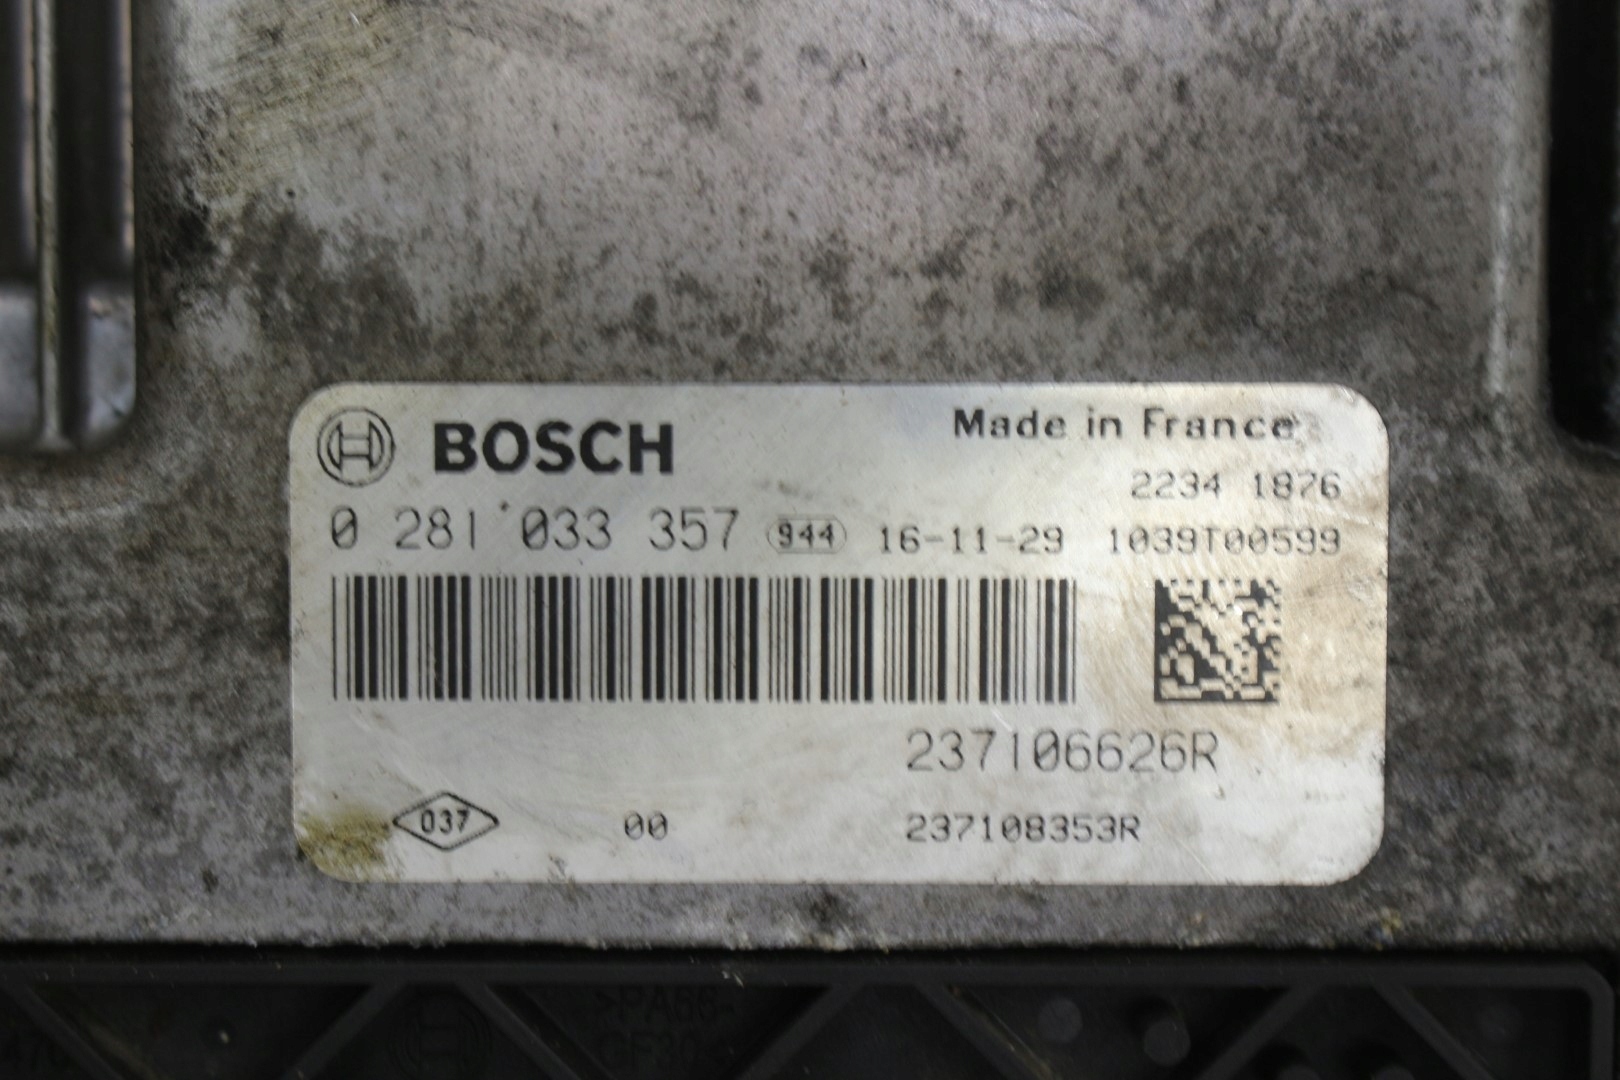 BOSCH
Made in France
2234 1876
0 281 033 357 944 16-11-29 1039T00599
237106626R
037 00 237108353R
>PA66-